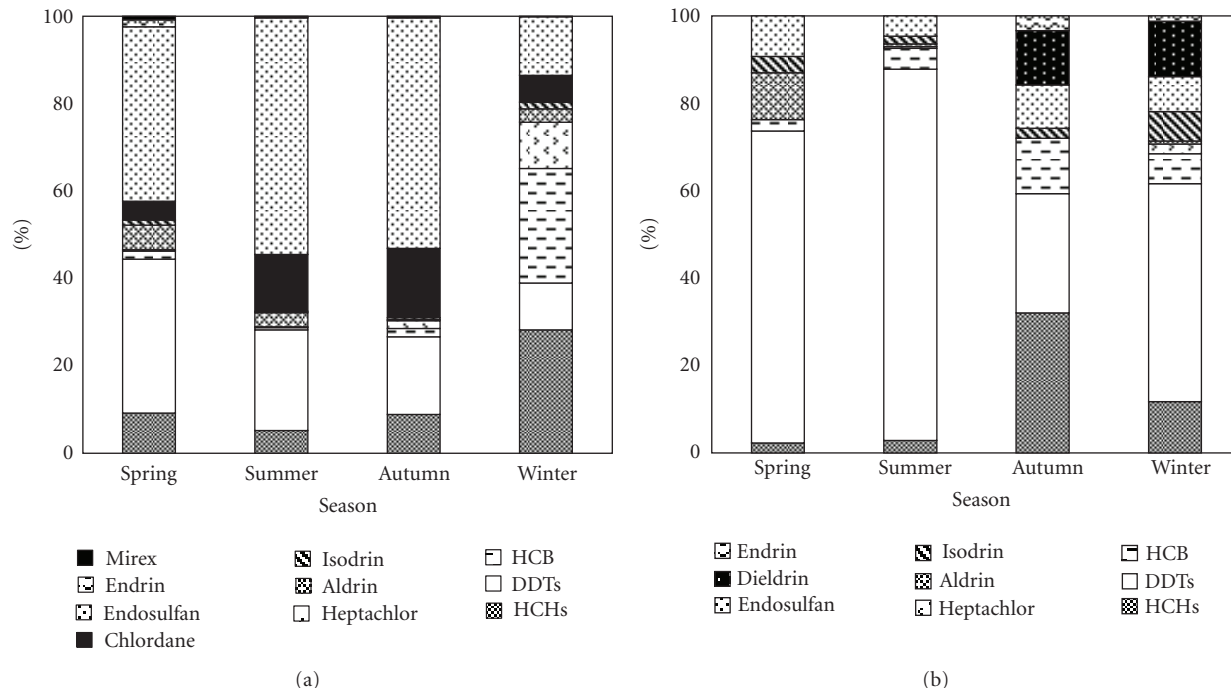 100
80
60
40
20
0
(%)
Spring Summer Autumn Winter
Season
Mirex Isodrin HCB
Endrin Aldrin DDTs
Endosulfan Heptachlor HCHs
Chlordane
(a)
100
80
60
40
20
0
(%)
Spring Summer Autumn Winter
Season
Endrin Isodrin HCB
Dieldrin Aldrin DDTs
Endosulfan Heptachlor HCHs
(b)